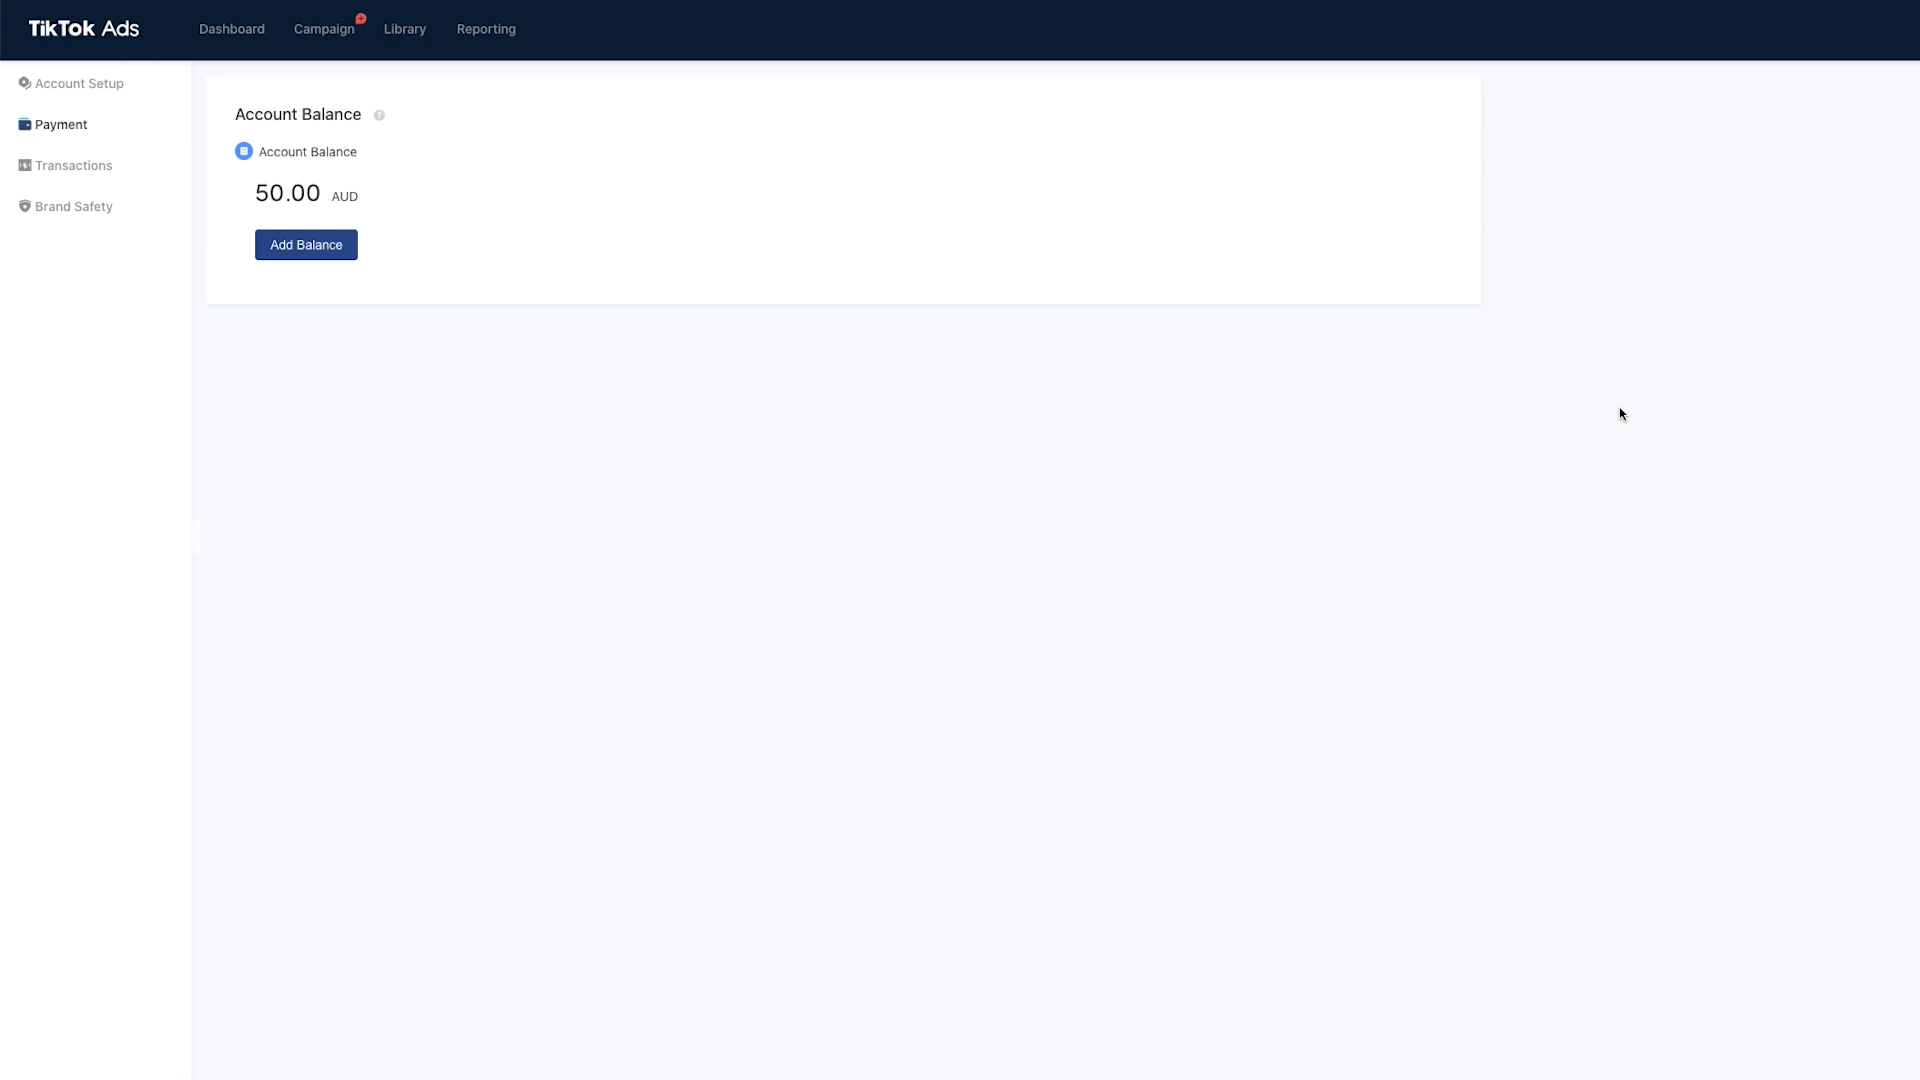 TikTok Ads
Dashboard
Campaign
Library
Reporting
Account Setup
Payment
Transactions
Brand Safety
Account Balance
Account Balance
50.00 AUD
Add Balance